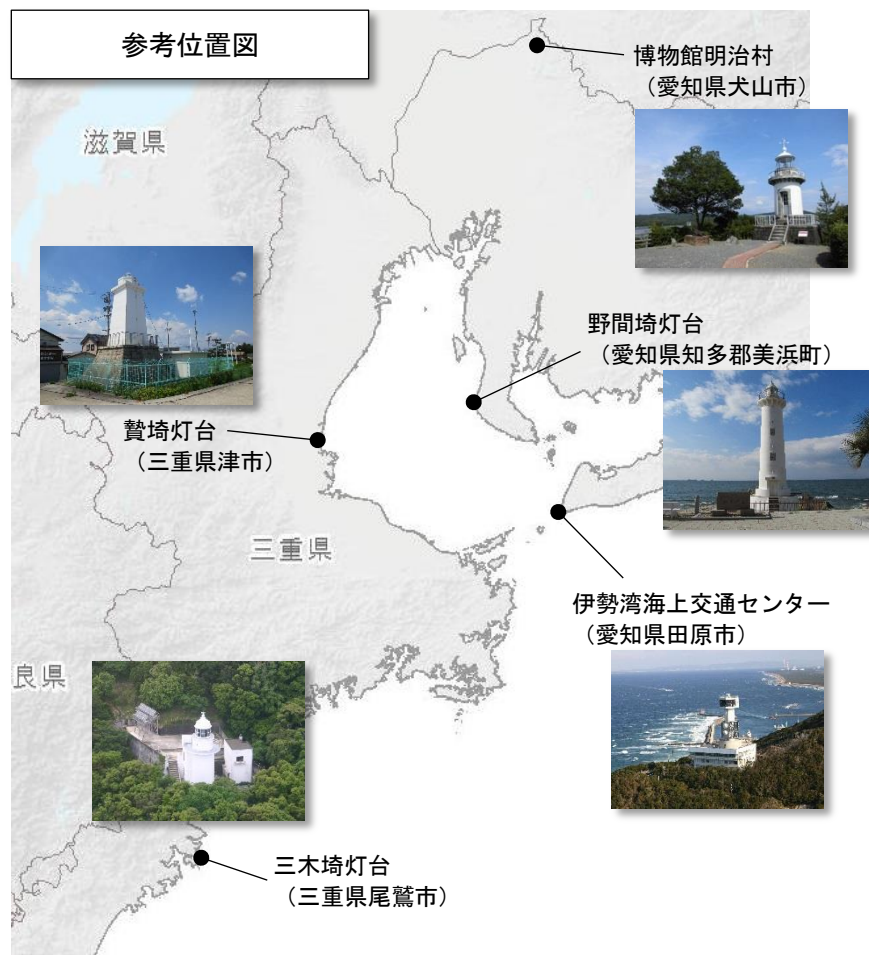 参考位置図
博物館明治村
（愛知県犬山市）
滋賀県
野間埼灯台
（愛知県知多郡美浜町）
贄埼灯台
（三重県津市）
三重県
伊勢湾海上交通センター
（愛知県田原市）
良県
三木埼灯台
（三重県尾鷲市）